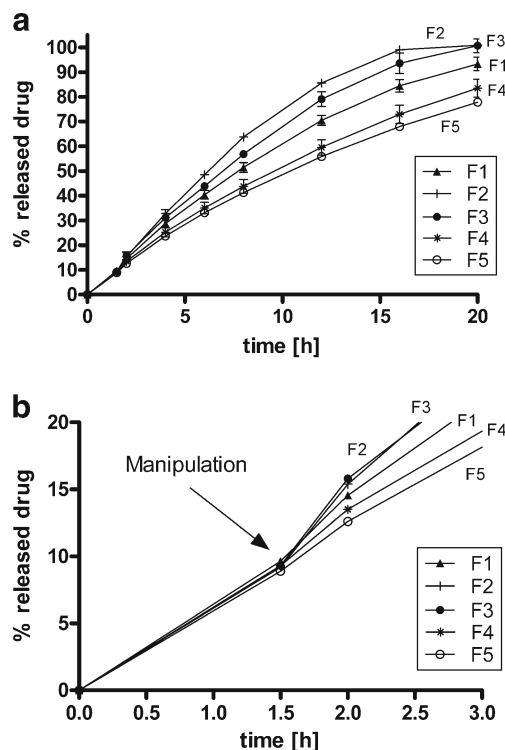 a
100
90
80
70
60
50
40
30
20
10
0
% released drug
F2
F3
F1
F4
F5
F1
F2
F3
F4
F5
0 5 10 15 20
time [h]
b
20
15
10
5
0
% released drug
Manipulation
F3
F2
F1
F4
F5
F1
F2
F3
F4
F5
0.0 0.5 1.0 1.5 2.0 2.5 3.0
time [h]